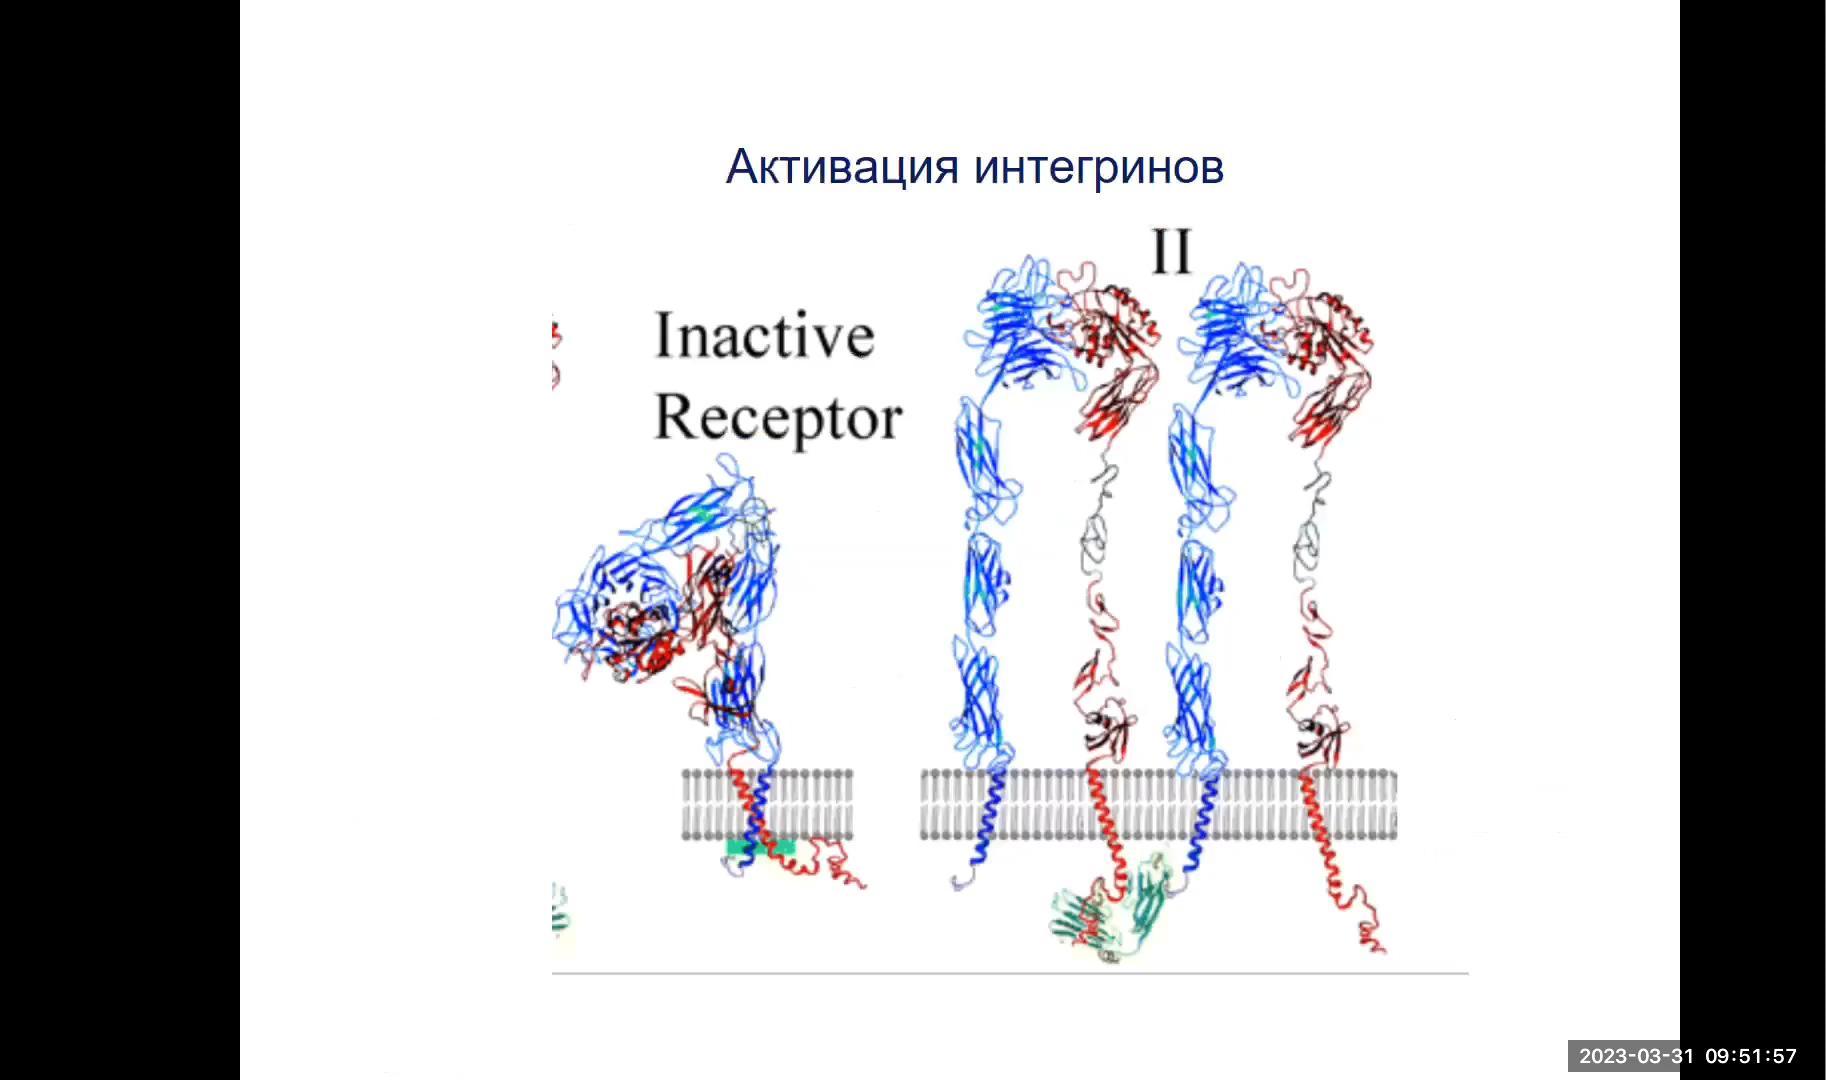 Активация интегринов
II
Inactive
Receptor
2023-03-31 09:51:57